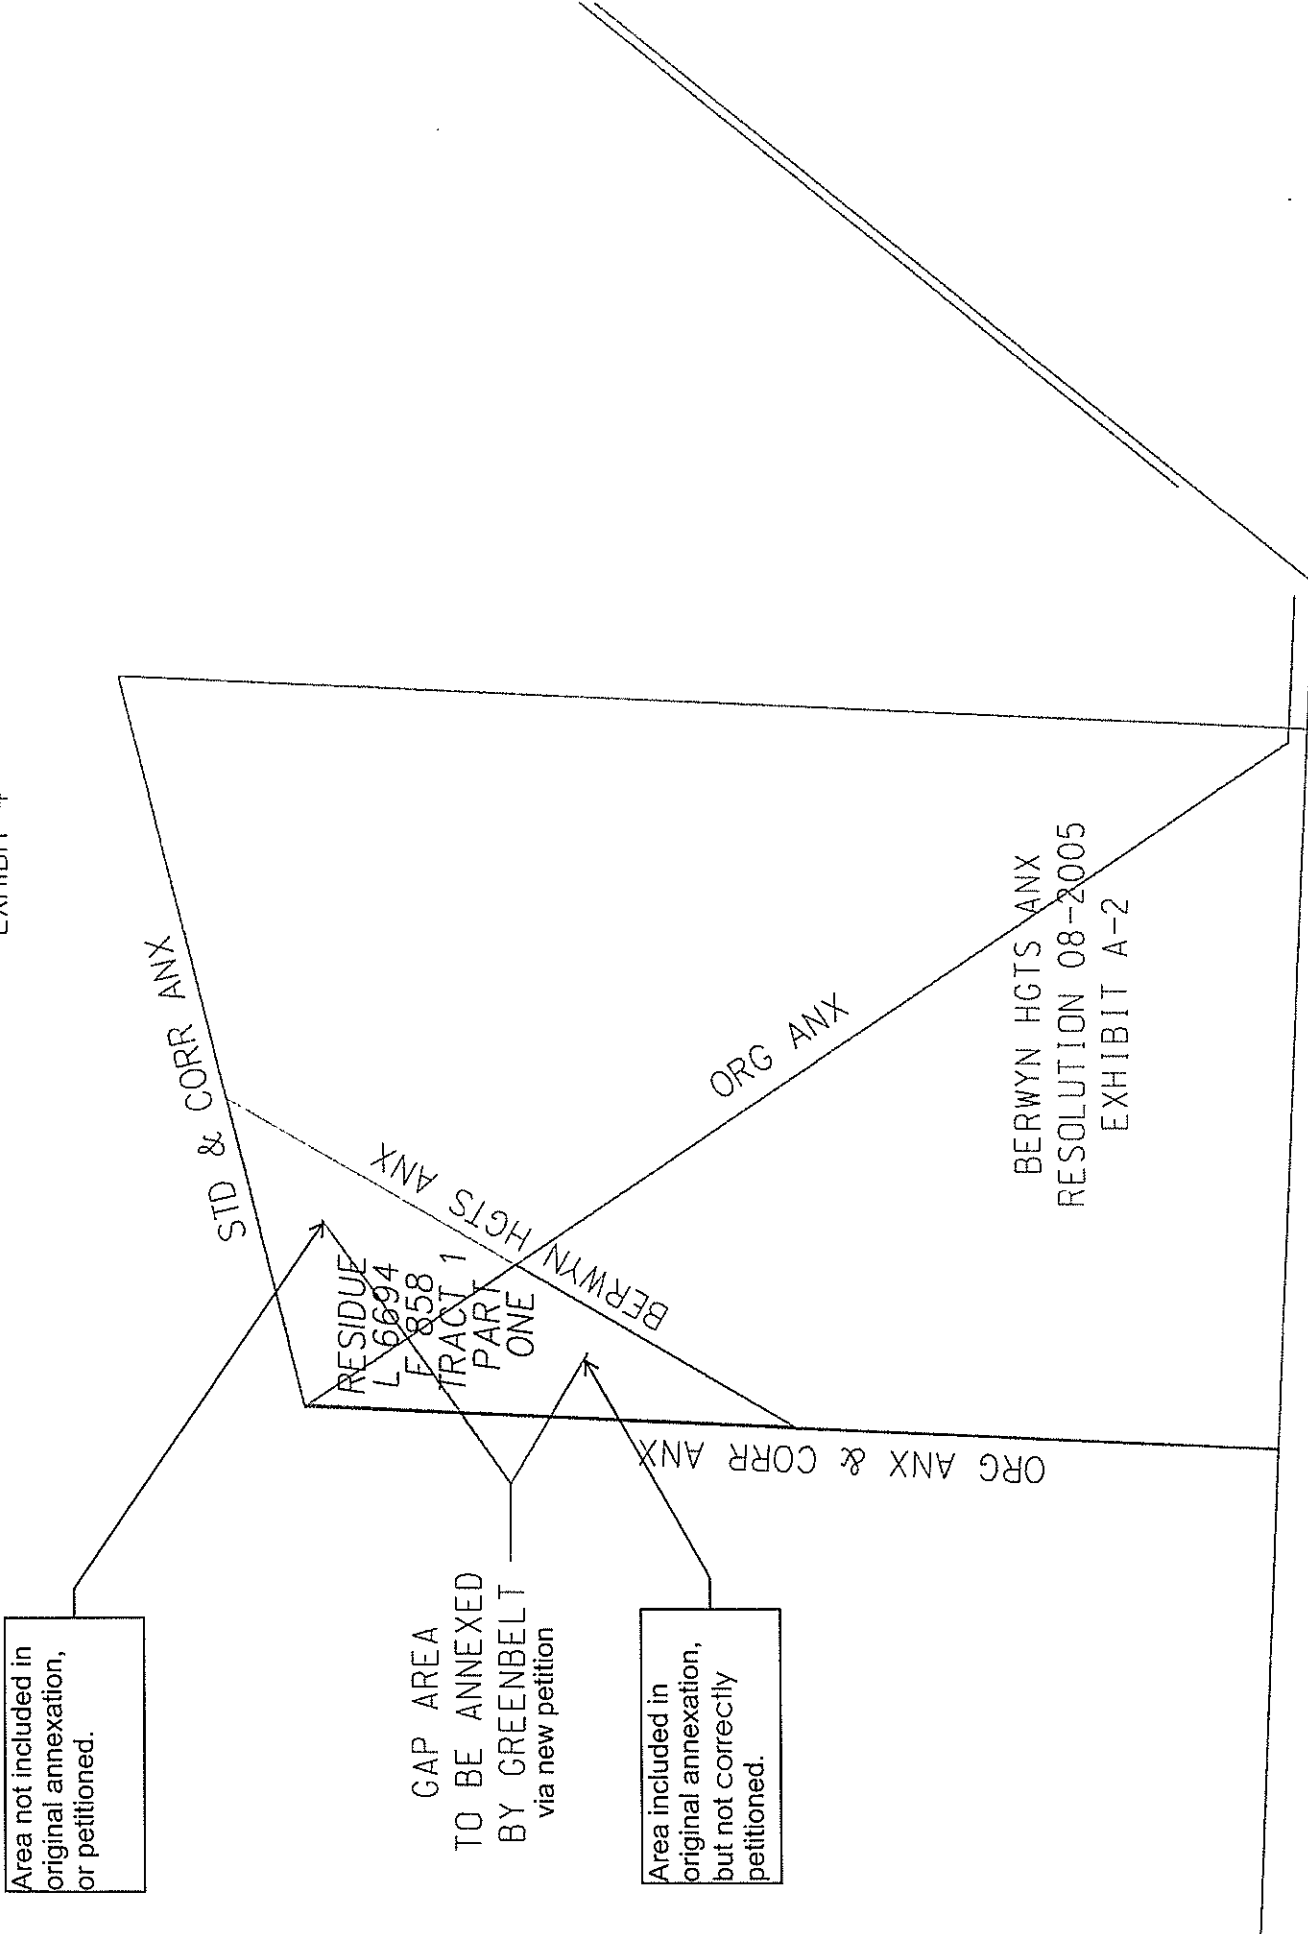 Area not included in
original annexation,
or petitioned.
GAP AREA
TO BE ANNEXED
BY GREENBELT
via new petition
Area included in
original annexation,
but not correctly
petitioned.
STD & CORR ANX
RESIDUE
L 6694
F 858
TRACT 1
PART
ONE
BERWYN HGTS ANX
ORG ANX & CORR ANX
ORG ANX
BERWYN HGTS ANX
RESOLUTION 08-2005
EXHIBIT A-2
EXHIBIT